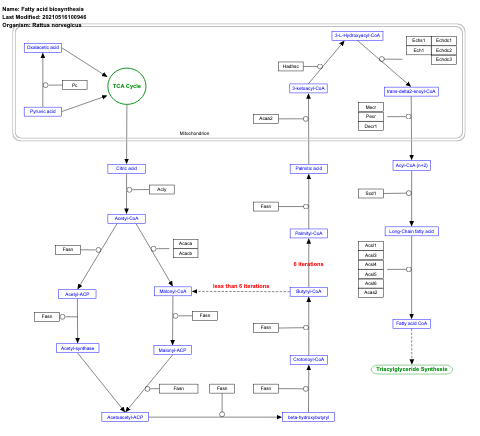 Name: Fatty acid biosynthesis
Last Modified: 20210516100946
Organism: Rattus norvegicus
3-L-Hydroxyacyl-CoA
Oxalacetic acid
Echs1
Echdc1
Ech1
Echdc2
Echdc3
Hadhsc
TCA Cycle
Pc
3-ketoacyl-CoA
trans-delta2-enoyl-CoA
Pyruvic acid
Mecr
Pecr
Decr1
Acaa2
Mitochondrion
Citric acid
Palmitic acid
Acyl-CoA (n+2)
Acly
Scd1
Fasn
Acetyl-CoA
Palmityl-CoA
Long-Chain fatty acid
Acaca
Acacb
Fasn
Acsl1
Acsl3
Acsl4
Acsl5
Acsl6
Acas2
6 iterations
less than 6 iterations
Acetyl-ACP
Malonyl-CoA
Butyryl-CoA
Fasn
Fasn
Fasn
Fatty acid CoA
Acetyl-synthase
Malonyl-ACP
Crotonoyl-CoA
Triacylglyceride Synthesis
Fasn
Fasn
Fasn
Acetoacetyl-ACP
beta-hydroxybutyryl